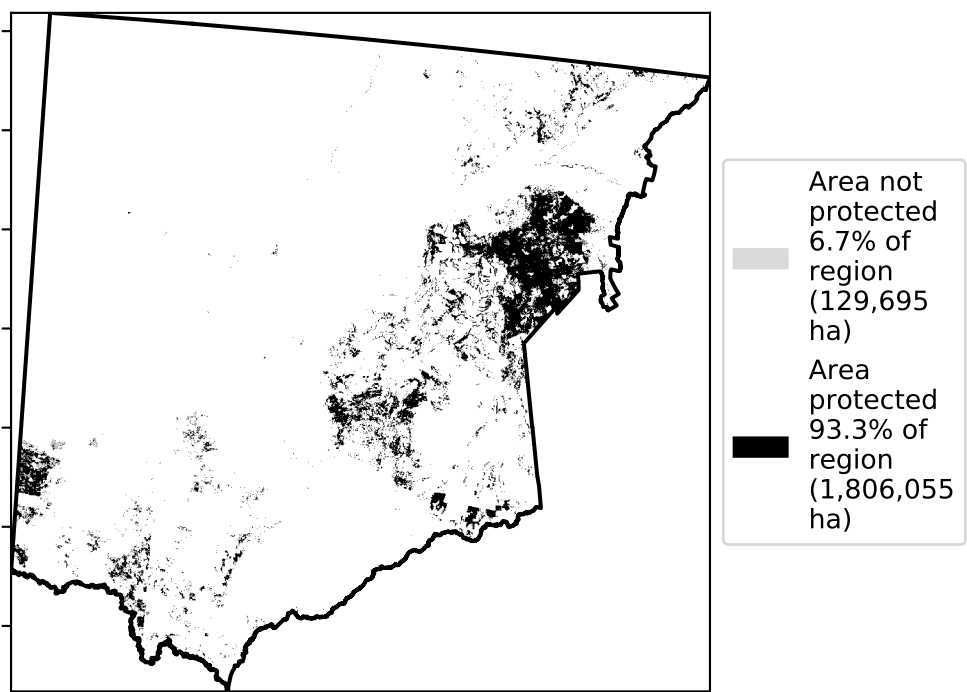 Area not
protected
6.7% of
region
(129,695
ha)
Area
protected
93.3% of
region
(1,806,055
ha)